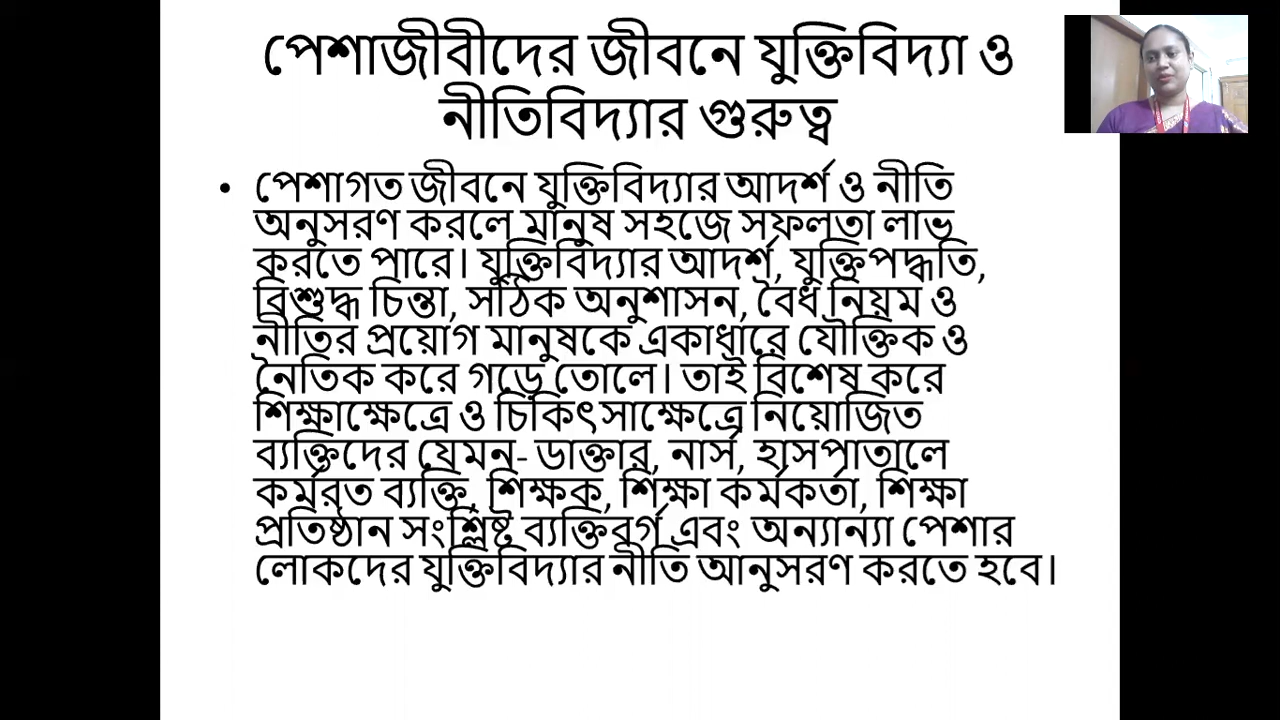 পেশাজীবীদের জীবনে যুক্তিবিদ্যা ও
নীতিবিদ্যার গুরুত্ব
• পেশাগত জীবনে যুক্তিবিদ্যার আদর্শ ও নীতি
অনুসরণ করলে মানুষ সহজে সফলতা লাভ
করতে পারে। যুক্তিবিদ্যার আদর্শ, যুক্তিপদ্ধতি,
বিশুদ্ধ চিন্তা, সঠিক অনুশাসন, বৈধ নিয়ম ও
নীতির প্রয়োগ মানুষকে একাধারে যৌক্তিক ও
নৈতিক করে গড়ে তোলে। তাই বিশেষ করে
শিক্ষাক্ষেত্রে ও চিকিৎসাক্ষেত্রে নিয়োজিত
ব্যক্তিদের যেমন- ডাক্তার, নার্স, হাসপাতালে
কর্মরত ব্যক্তি, শিক্ষক, শিক্ষা কর্মকর্তা, শিক্ষা
প্রতিষ্ঠান সংশ্লিষ্ট ব্যক্তিবর্গ এবং অন্যান্যা পেশার
লোকদের যুক্তিবিদ্যার নীতি আনুসরণ করতে হবে।